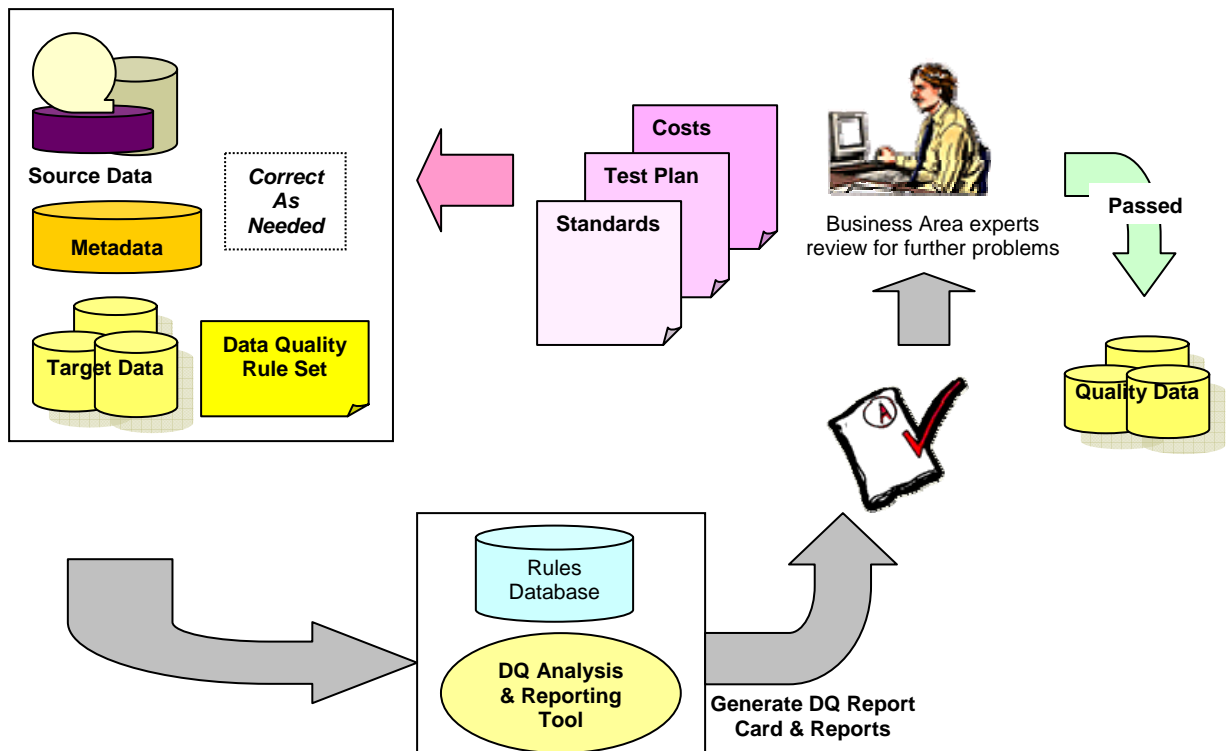 Source Data
Correct
As
Needed
Metadata
Target Data
Data Quality
Rule Set
Costs
Test Plan
Standards
Business Area experts
review for further problems
Passed
Quality Data
A
Rules
Database
DQ Analysis
& Reporting
Tool
Generate DQ Report
Card & Reports